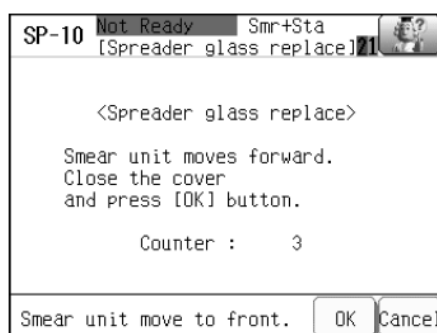 SP-10 Not Ready Smr+Sta
[Spreader glass replace]21
<Spreader glass replace>
Smear unit moves forward.
Close the cover
and press [OK] button.
Counter : 3
Smear unit move to front. OK Cancel